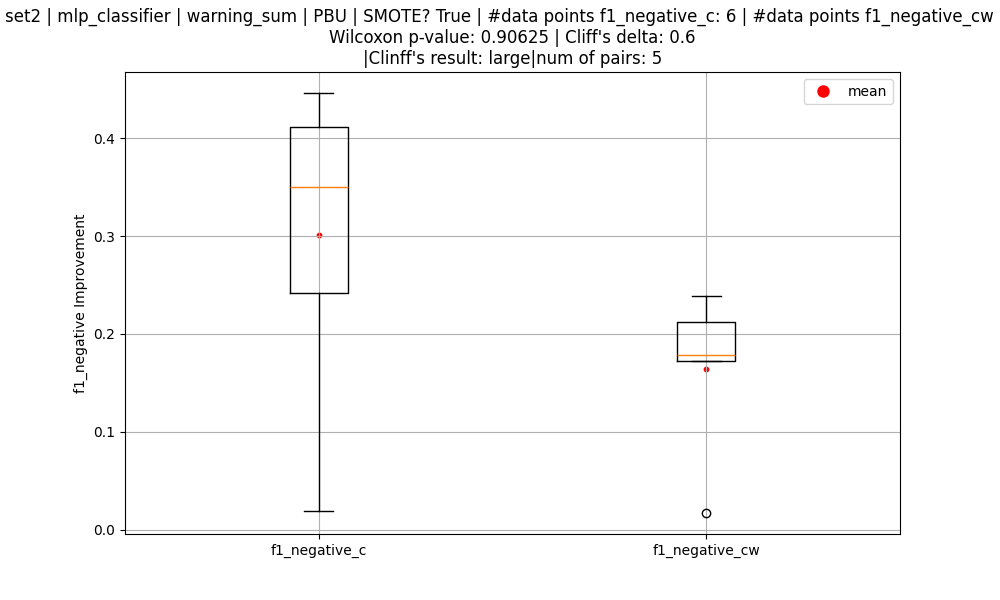 set2 | mlp_classifier | warning_sum | PBU | SMOTE? True | #data points f1_negative_c: 6 | #data points f1_negative_cw
Wilcoxon p-value: 0.90625 | Cliff's delta: 0.6
|Clinff's result: large|num of pairs: 5
mean
0.4
0.3
0.2
0.1
0.0
f1_negative Improvement
f1_negative_c
f1_negative_cw